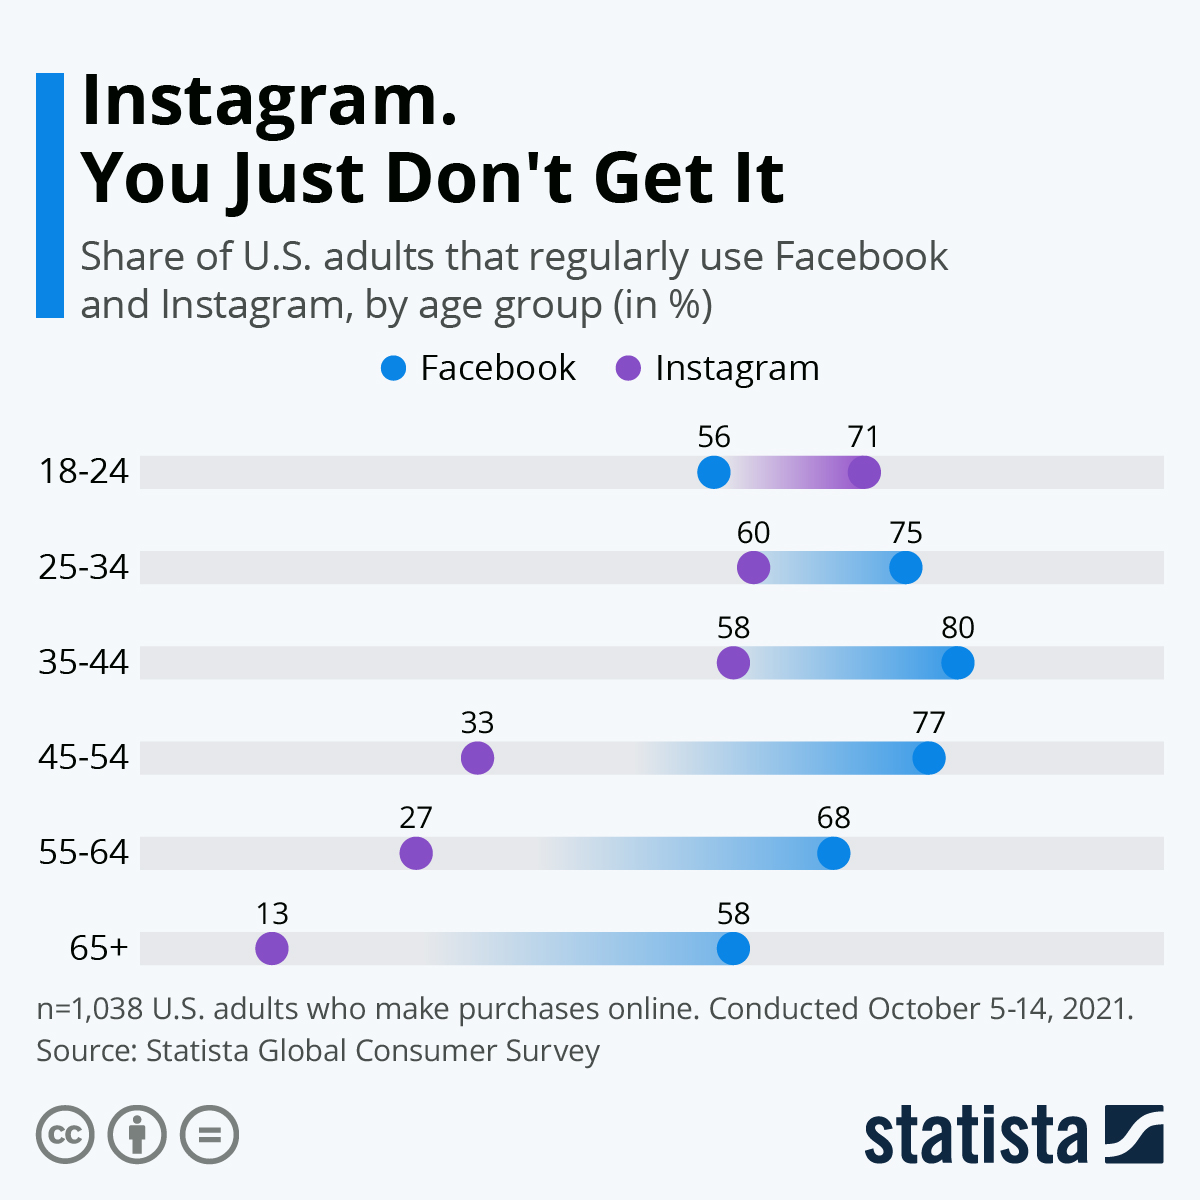 Instagram.
You Just Don't Get It
Share of U.S. adults that regularly use Facebook
and Instagram, by age group (in %)
Facebook Instagram
56 71
18-24
60 75
25-34
58 80
35-44
33 77
45-54
27 68
55-64
13 58
65+
n=1,038 U.S. adults who make purchases online. Conducted October 5-14, 2021.
Source: Statista Global Consumer Survey
cc = statista